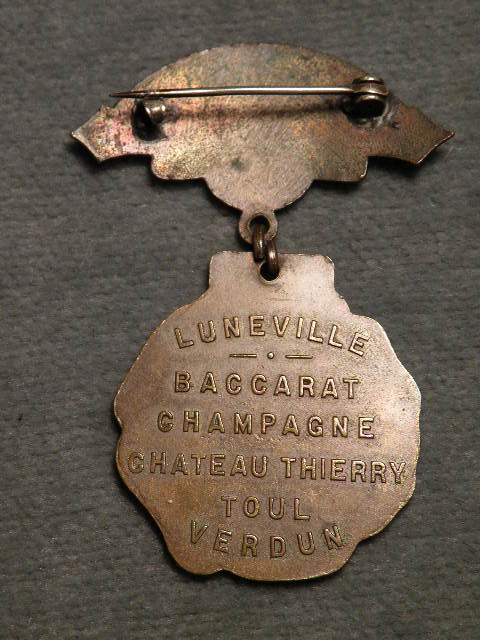 LUNEVILLE
— · —
BACCARAT
CHAMPAGNE
CHATEAU THIERRY
TOUL
VERDUN